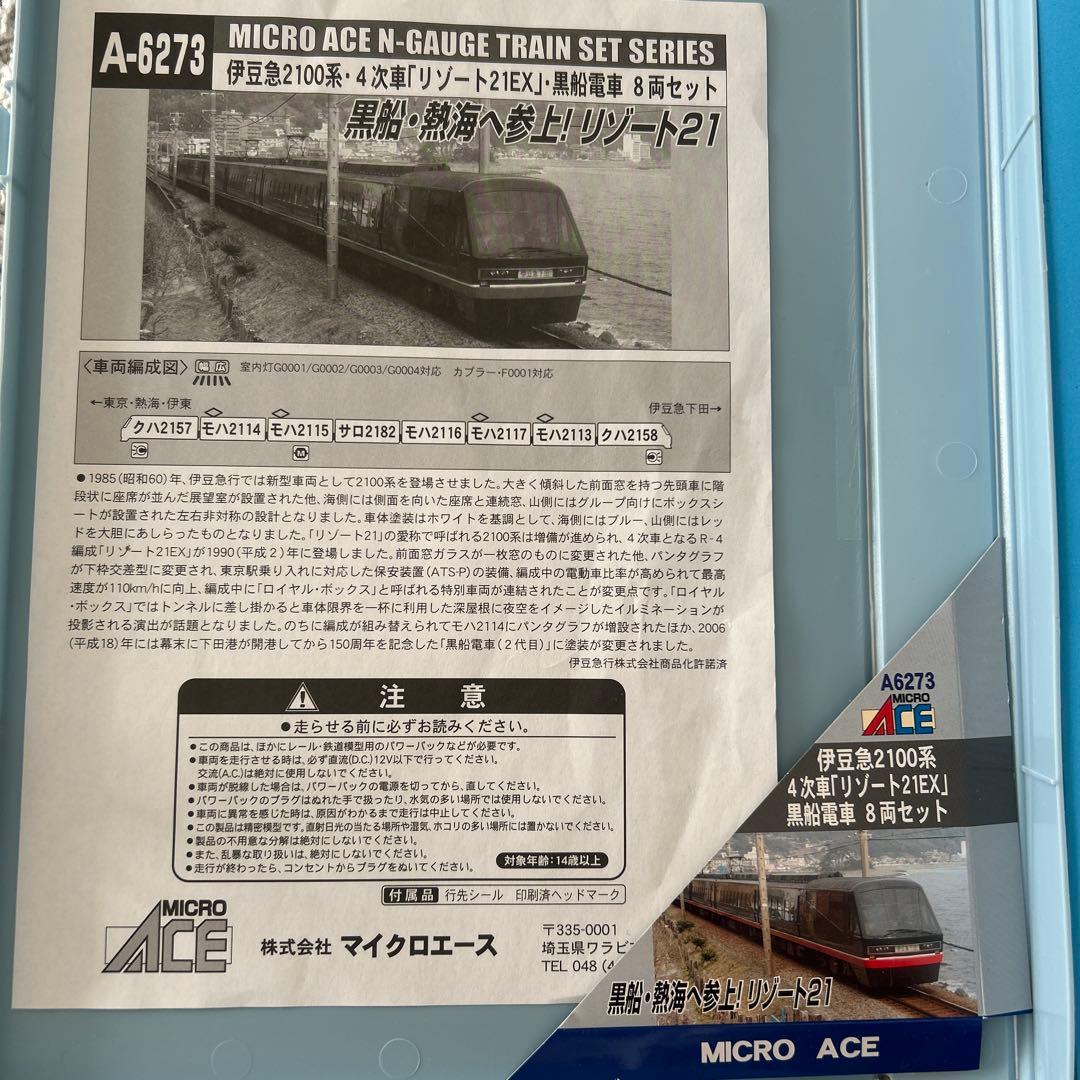 A-6273
MICRO ACE N-GAUGE TRAIN SET SERIES
伊豆急2100系・4次車「リゾート21EX」・黒船電車 8両セット
黒船・熱海へ参上!リゾート21
〈車両編成図〉 幅広 室内灯G0001/G0002/G0003/G0004対応 カプラー・F0001対応
←東京・熱海・伊東
伊豆急下田→
クハ2157 モハ2114 モハ2115 サロ2182 モハ2116 モハ2117 モハ2113 クハ2158
M
●1985(昭和60)年、伊豆急行では新型車両として2100系を登場させました。大きく傾斜した前面窓を持つ先頭車に階
段状に座席が並んだ展望室が設置された他、海側には側面を向いた座席と連続窓、山側にはグループ向けにボックスシ
ートが設置された左右非対称の設計となりました。車体塗装はホワイトを基調として、海側にはブルー、山側にはレッ
ドを大胆にあしらったものとなりました。「リゾート21」の愛称で呼ばれる2100系は増備が進められ、4次車となるR-4
編成「リゾート21EX」が1990(平成2)年に登場しました。前面窓ガラスが一枚窓のものに変更された他、パンタグラフ
が下枠交差型に変更され、東京駅乗り入れに対応した保安装置(ATS-P)の装備、編成中の電動車比率が高められて最高
速度が110km/hに向上、編成中に「ロイヤル・ボックス」と呼ばれる特別車両が連結されたことが変更点です。「ロイヤル
・ボックス」ではトンネルに差し掛かると車体限界を一杯に利用した深屋根に夜空をイメージしたイルミネーションが
投影される演出が話題となりました。のちに編成が組み替えられてモハ2114にパンタグラフが増設されたほか、2006
(平成18)年には幕末に下田港が開港してから150周年を記念した「黒船電車(2代目)」に塗装が変更されました。
伊豆急行株式会社商品化許諾済
注意
●走らせる前に必ずお読みください。
●この商品は、ほかにレール・鉄道模型用のパワーパックなどが必要です。
●車両を走行させる時は、必ず直流(D.C.)12V以下で行ってください。
交流(A.C.)は絶対に使用しないでください。
●車両が脱線した場合は、パワーパックの電源を切ってから、直してください。
●パワーパックのプラグはぬれた手で扱ったり、水気の多い場所では使用しないでください。
●車両に異常を感じた時は、原因がわかるまで走行は中止してください。
●この製品は精密模型です。直射日光の当たる場所や湿気、ホコリの多い場所には置かないでください。
●製品の不用意な分解は絶対にしないでください。
●また、乱暴な取り扱いは、絶対にしないでください。
●走行が終わったら、コンセントからプラグをぬいてください。
対象年齢:14歳以上
付属品 行先シール 印刷済ヘッドマーク
MICRO ACE
株式会社 マイクロエース
〒335-0001
埼玉県ワラビ
TEL 048 (4
A6273
MICRO ACE
伊豆急2100系
4次車「リゾート21EX」
黒船電車 8両セット
黒船・熱海へ参上!リゾート21
MICRO ACE